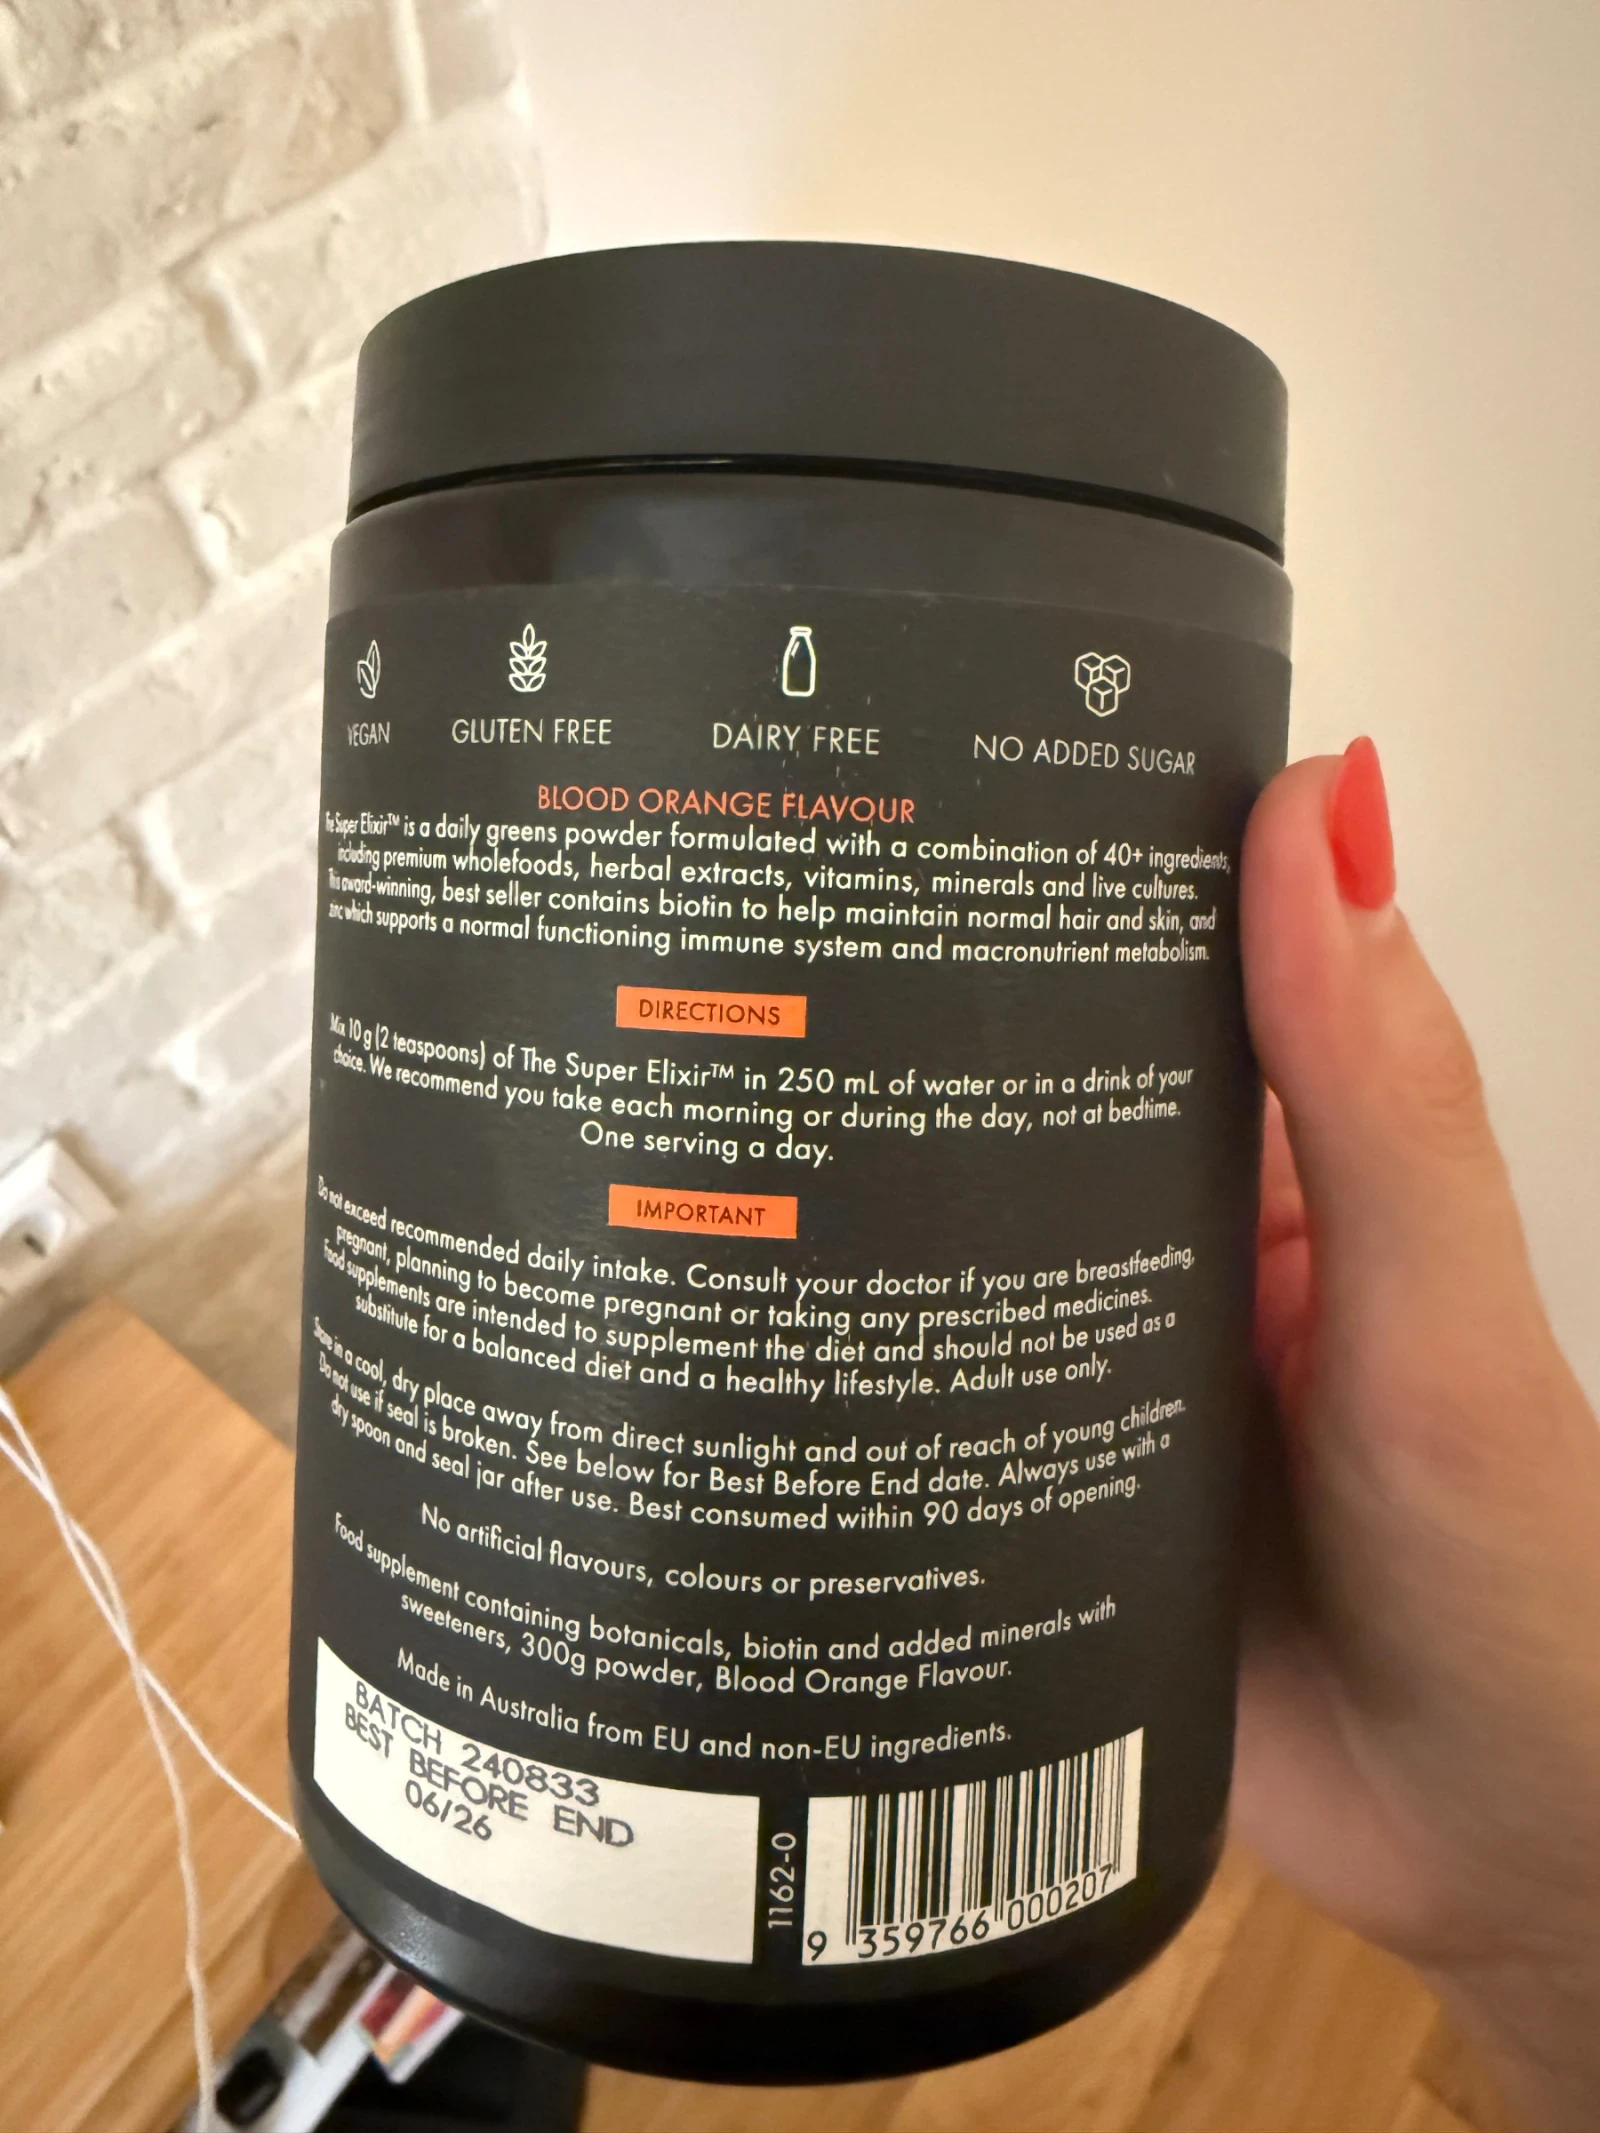 VEGAN
GLUTEN FREE
DAIRY FREE
NO ADDED SUGAR
BLOOD ORANGE FLAVOUR
The Super Elixir™ is a daily greens powder formulated with a combination of 40+ ingredients,
including premium wholefoods, herbal extracts, vitamins, minerals and live cultures.
This award-winning, best seller contains biotin to help maintain normal hair and skin, and
zinc which supports a normal functioning immune system and macronutrient metabolism.
DIRECTIONS
Mix 10 g (2 teaspoons) of The Super Elixir™ in 250 mL of water or in a drink of your
choice. We recommend you take each morning or during the day, not at bedtime.
One serving a day.
IMPORTANT
Do not exceed recommended daily intake. Consult your doctor if you are breastfeeding,
pregnant, planning to become pregnant or taking any prescribed medicines.
Food supplements are intended to supplement the diet and should not be used as a
substitute for a balanced diet and a healthy lifestyle. Adult use only.
Store in a cool, dry place away from direct sunlight and out of reach of young children.
Do not use if seal is broken. See below for Best Before End date. Always use with a
dry spoon and seal jar after use. Best consumed within 90 days of opening.
No artificial flavours, colours or preservatives.
Food supplement containing botanicals, biotin and added minerals with
sweeteners, 300g powder, Blood Orange Flavour.
Made in Australia from EU and non-EU ingredients.
BATCH 240833
BEST BEFORE END
06/26
1162-0
9 359766 000207